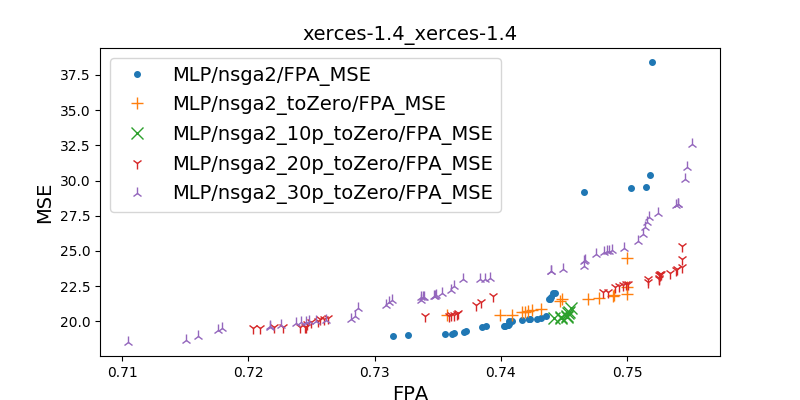 xerces-1.4_xerces-1.4
MLP/nsga2/FPA_MSE
MLP/nsga2_toZero/FPA_MSE
MLP/nsga2_10p_toZero/FPA_MSE
MLP/nsga2_20p_toZero/FPA_MSE
MLP/nsga2_30p_toZero/FPA_MSE
MSE
37.5
35.0
32.5
30.0
27.5
25.0
22.5
20.0
0.71 0.72 0.73 0.74 0.75
FPA